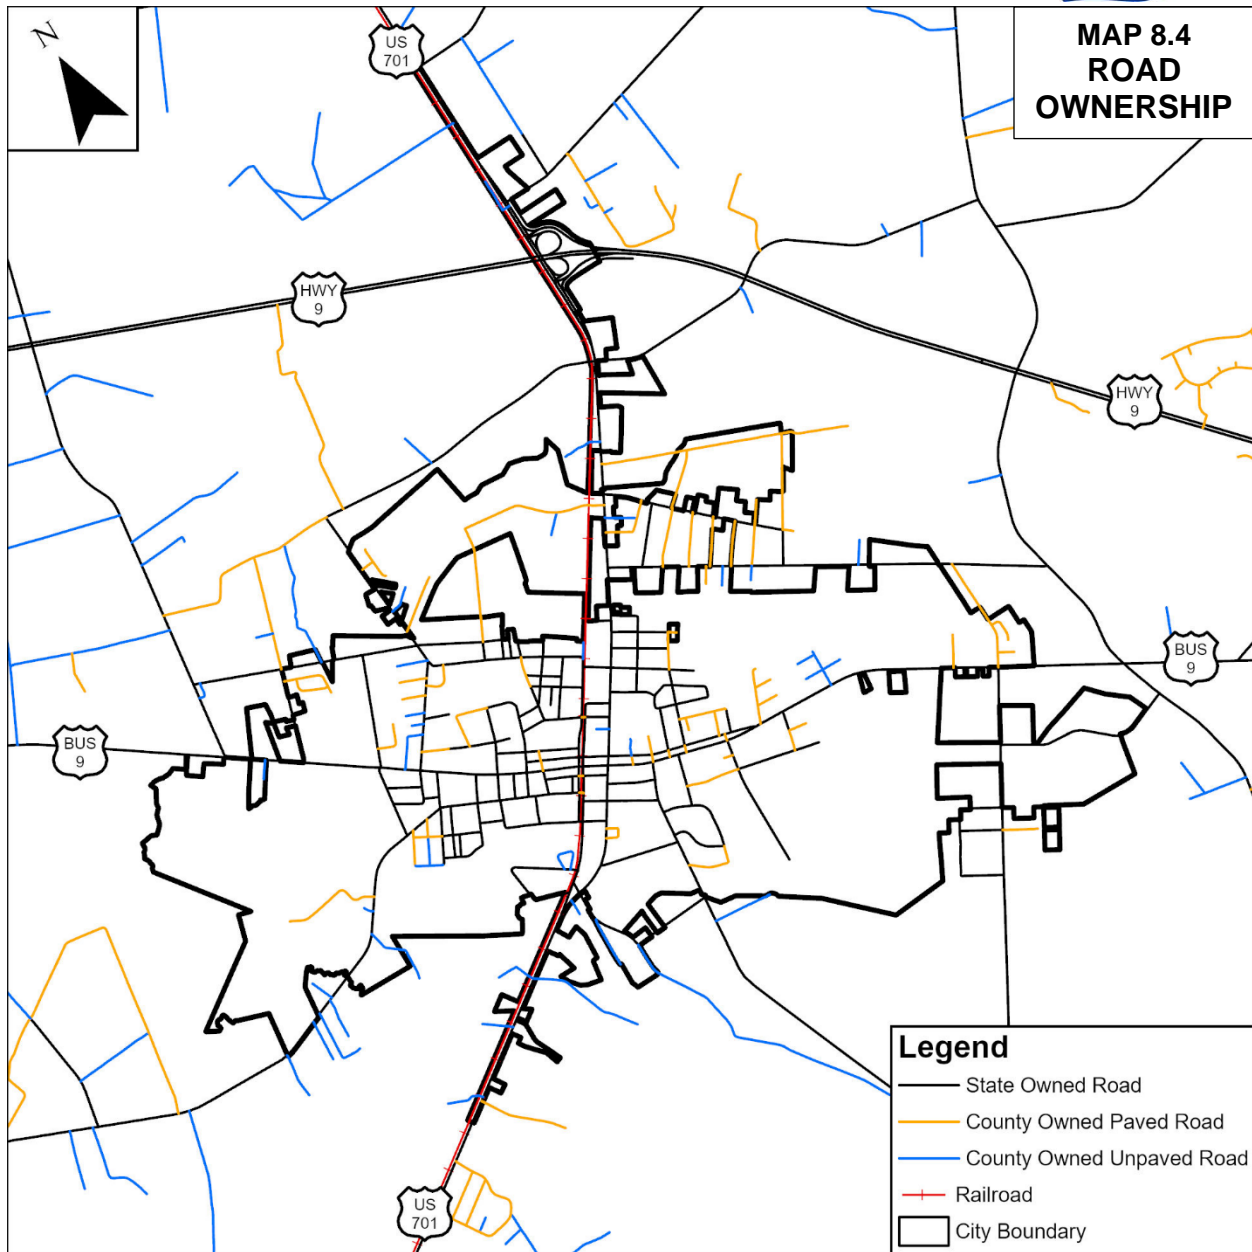 N
US
701
MAP 8.4
ROAD
OWNERSHIP
HWY
9
HWY
9
BUS
9
BUS
9
US
701
Legend
State Owned Road
County Owned Paved Road
County Owned Unpaved Road
Railroad
City Boundary